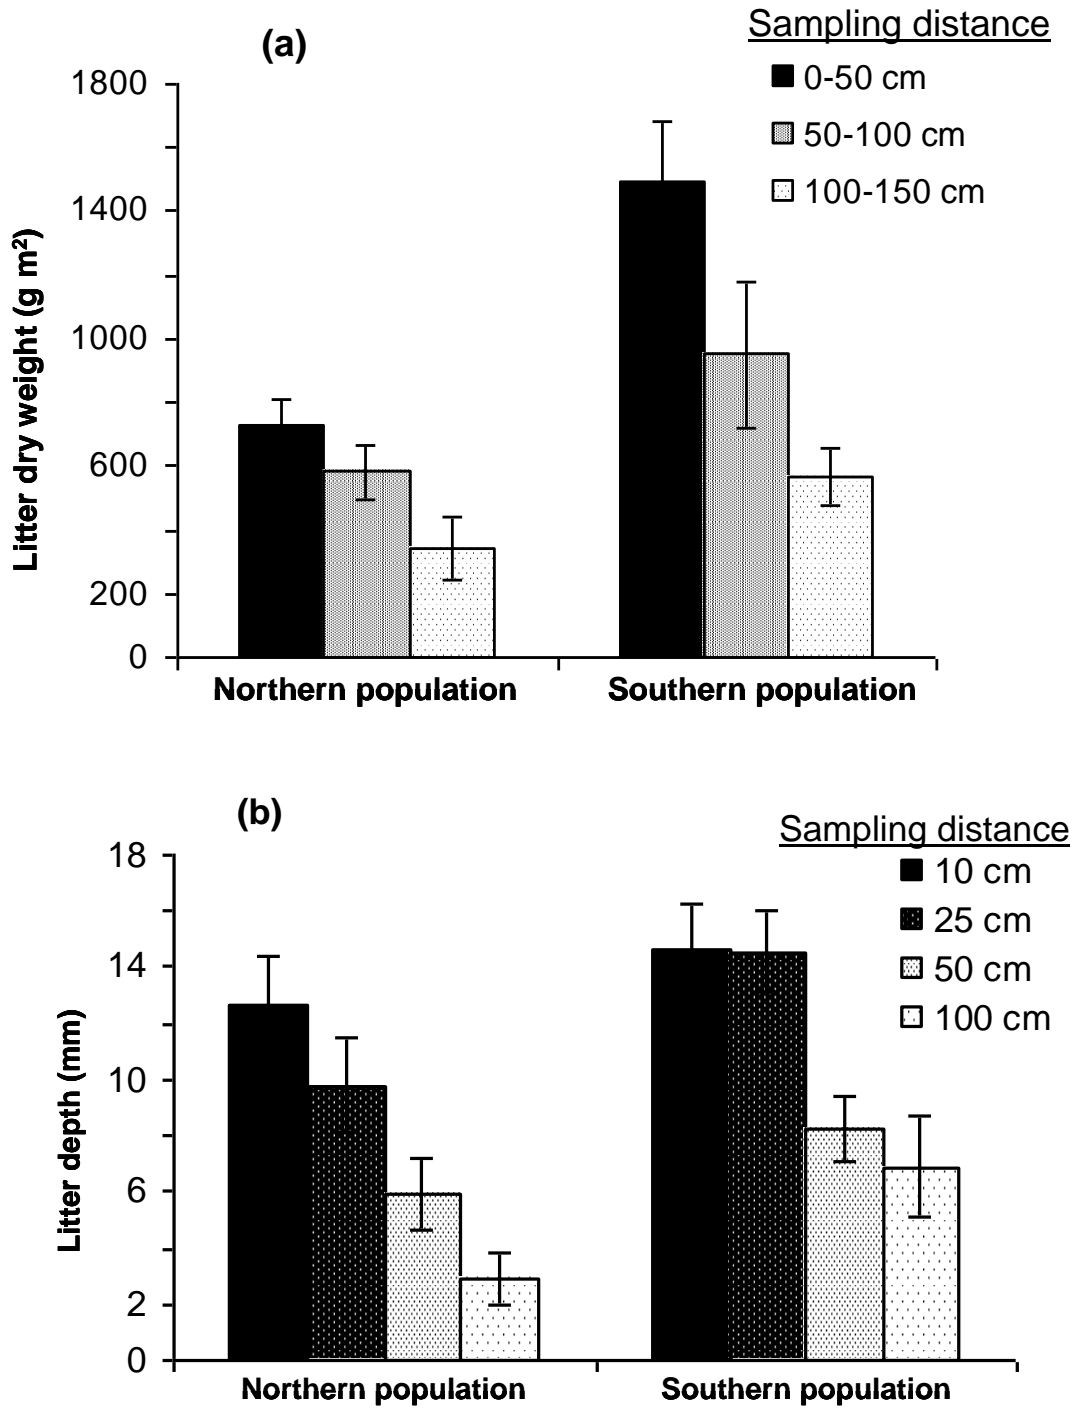 (a)
Sampling distance
0-50 cm
50-100 cm
100-150 cm
1800
1400
1000
600
200
0
Litter dry weight (g m²)
Northern population
Southern population
(b)
Sampling distance
10 cm
25 cm
50 cm
100 cm
18
14
10
6
2
0
Litter depth (mm)
Northern population
Southern population